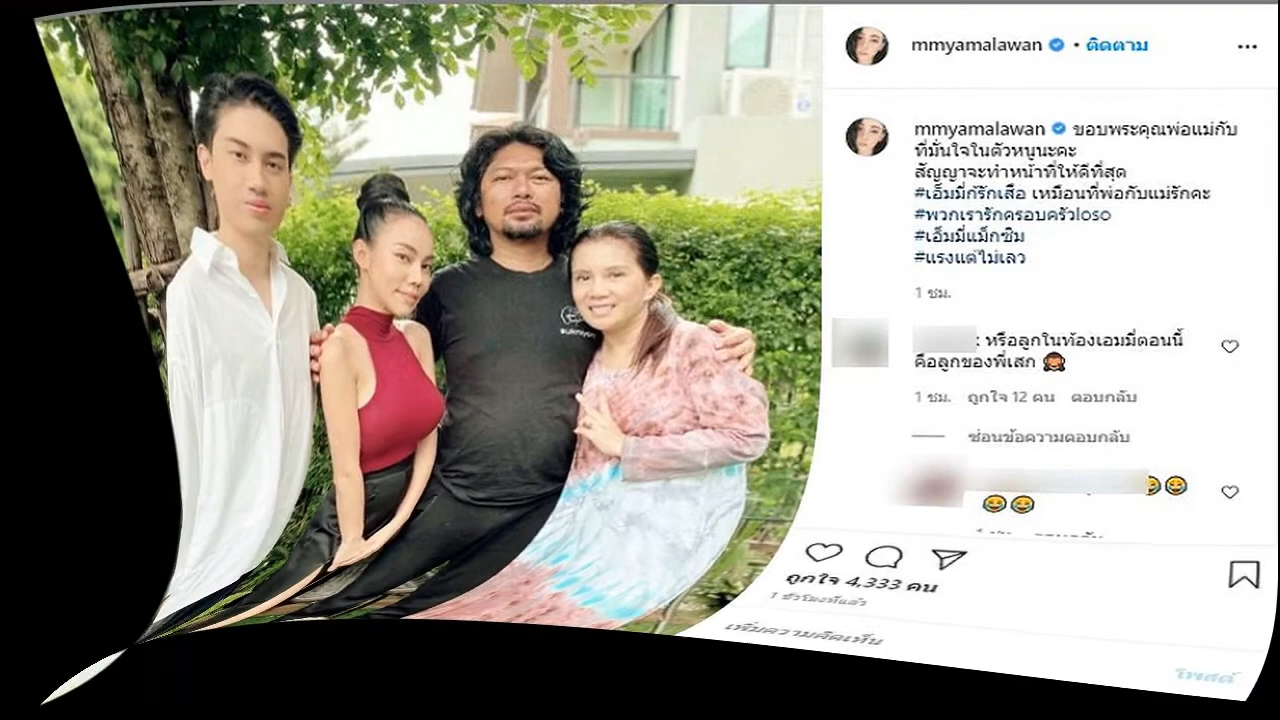 mmyamalawan • ติดตาม
mmyamalawan ขอบพระคุณพ่อแม่กับ
ที่มั่นใจในตัวหนูนะคะ
สัญญาจะทำหน้าที่ให้ดีที่สุด
#เอ็มมี่ก็รักเสือ เหมือนที่พ่อกับแม่รักคะ
#พวกเรารักครอบครัวloso
#เอ็มมี่แม็กซิม
#แรงแต่ไม่เลว
1 ชม.
หรือลูกในท้องเอมมี่ตอนนี้
คือลูกของพี่เสก 🙊
1 ชม. ถูกใจ 12 คน ตอบกลับ
ซ่อนข้อความตอบกลับ
😂😂
😂😂
ถูกใจ 4,333 คน
1 ชั่วโมงที่แล้ว
เพิ่มความคิดเห็น
โพสต์